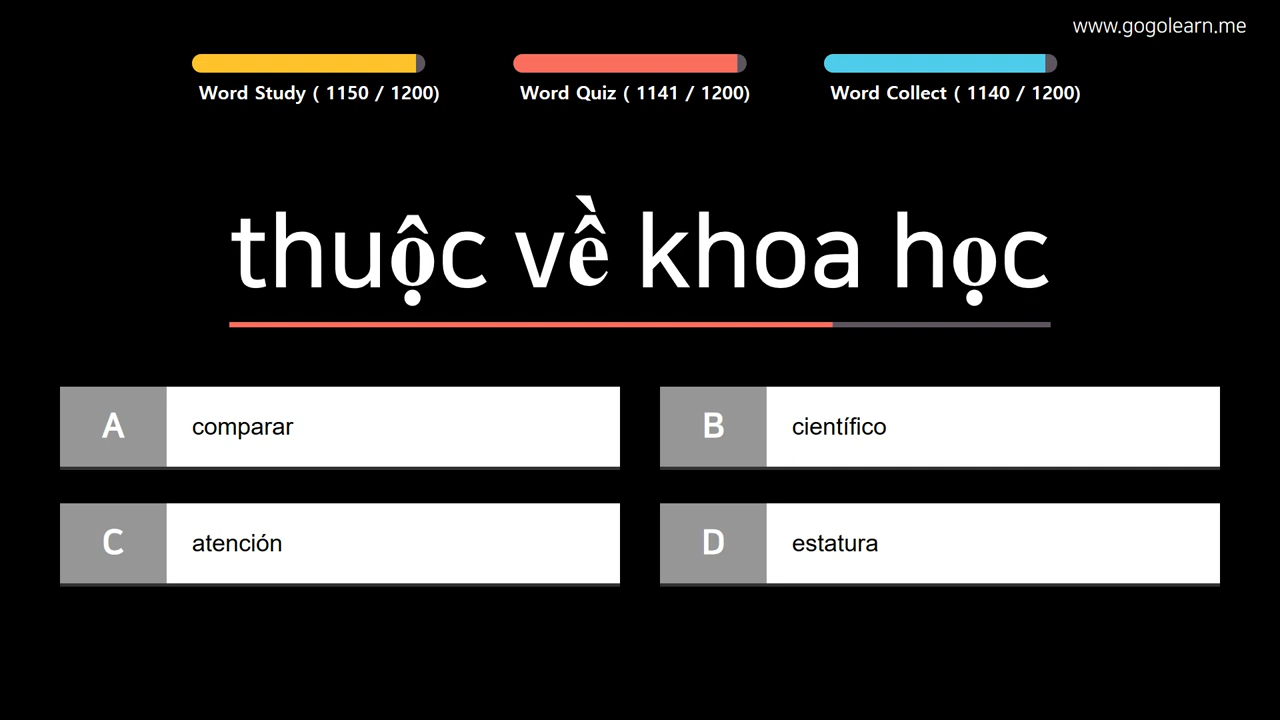 www.gogolearn.me
Word Study ( 1150 / 1200)
Word Quiz ( 1141 / 1200)
Word Collect ( 1140 / 1200)
thuộc về khoa học
A comparar
B científico
C atención
D estatura